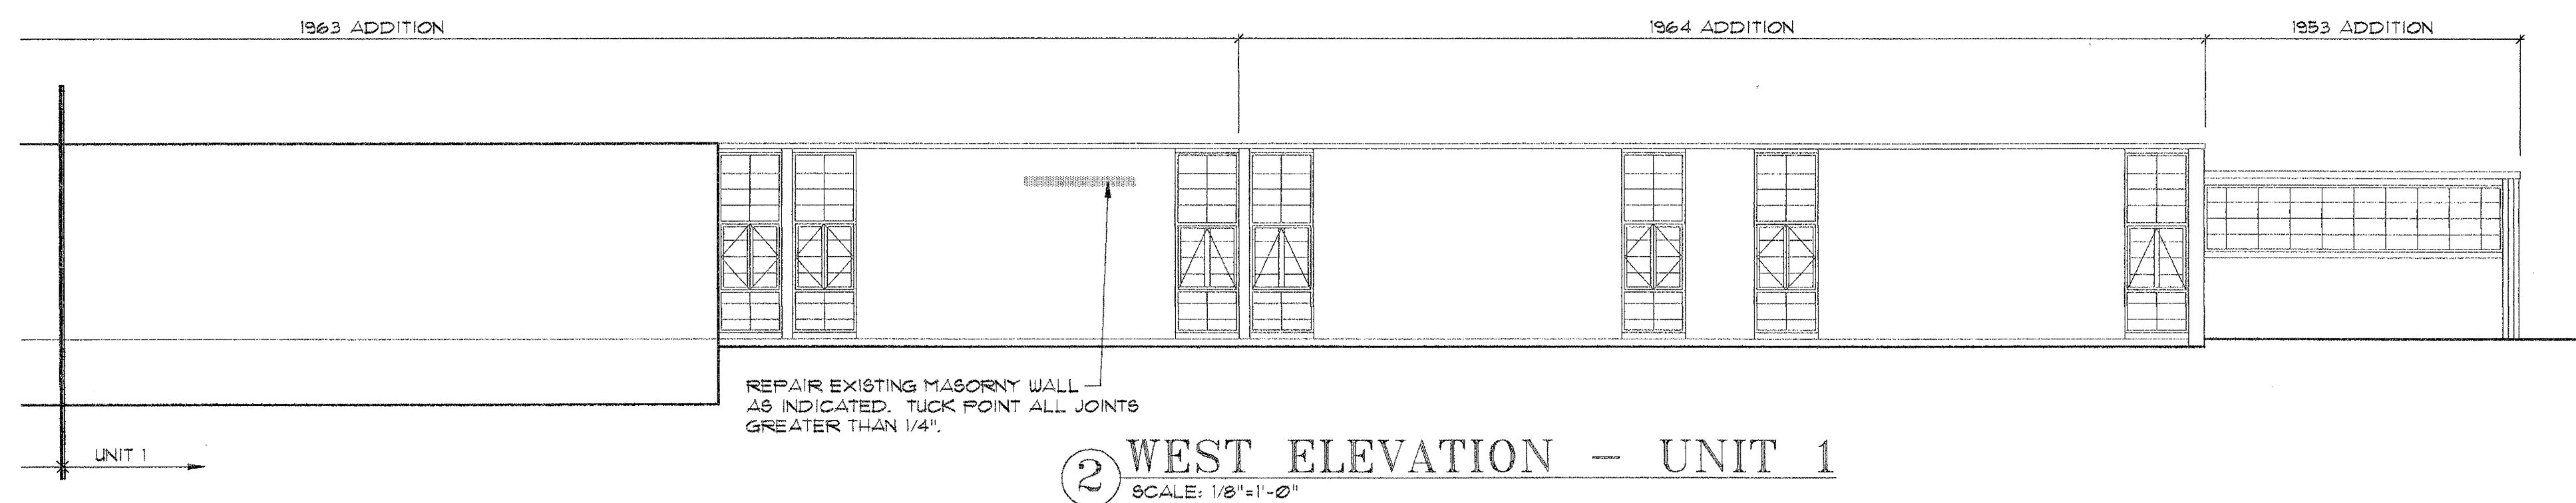 1963 ADDITION
1964 ADDITION
1953 ADDITION
REPAIR EXISTING MASORNY WALL
AS INDICATED. TUCK POINT ALL JOINTS
GREATER THAN 1/4".
UNIT 1
2 WEST ELEVATION - UNIT 1
SCALE: 1/8"=1'-0"